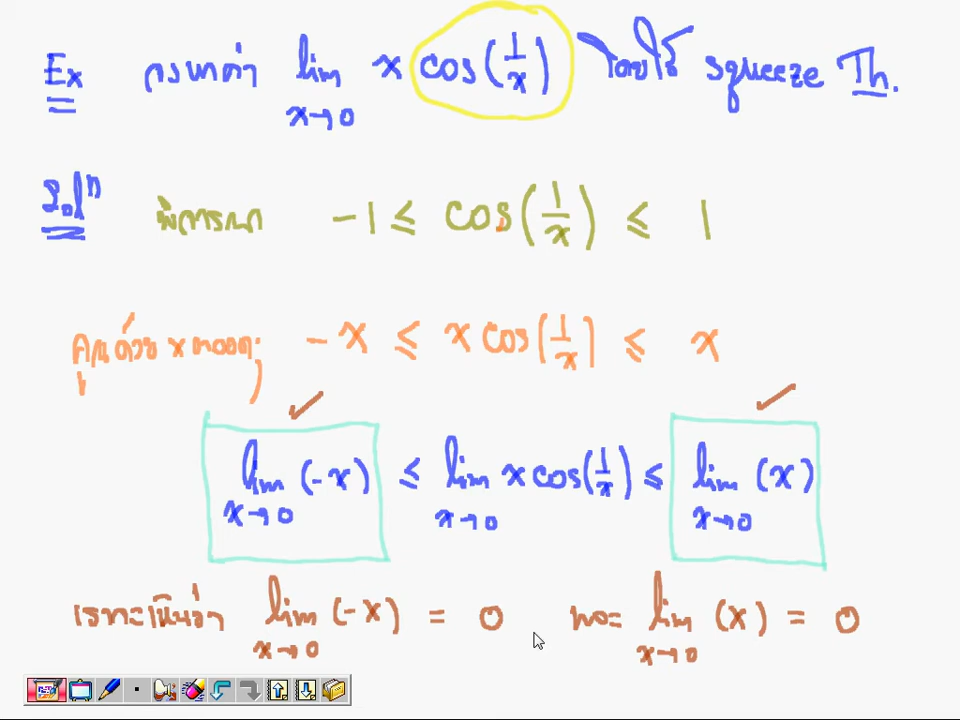 Ex จงหาค่า lim x→0 x cos(1/x) โดยใช้ squeeze Th.
Solⁿ พิจารณา -1 ≤ cos(1/x) ≤ 1
คูณด้วย x ตลอด; -x ≤ x cos(1/x) ≤ x
lim x→0 (-x) ≤ lim x→0 x cos(1/x) ≤ lim x→0 (x)
เราจะเห็นว่า lim x→0 (-x) = 0 และ lim x→0 (x) = 0